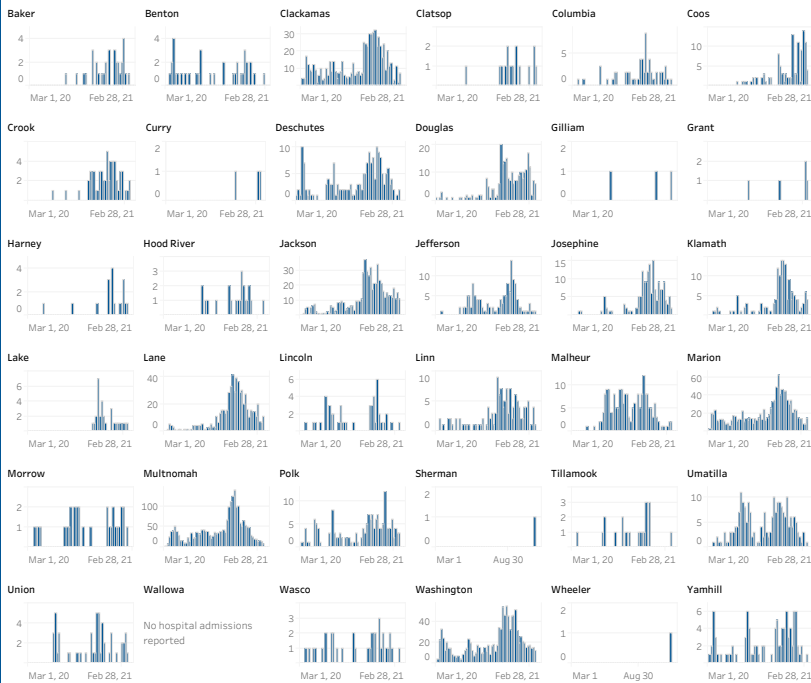 Baker Benton Clackamas Clatsop Columbia Coos
4 4 30 2 5 10
2 2 20 1 0 5
0 0 10 0 0
Mar 1, 20 Feb 28, 21 Mar 1, 20 Feb 28, 21 Mar 1, 20 Feb 28, 21 Mar 1, 20 Feb 28, 21 Mar 1, 20 Feb 28, 21 Mar 1, 20 Feb 28, 21
Crook Curry Deschutes Douglas Gilliam Grant
4 2 10 20 2 2
2 1 5 10 1 1
0 0 0 0
Mar 1, 20 Feb 28, 21 Mar 1, 20 Feb 28, 21 Mar 1, 20 Feb 28, 21 Mar 1, 20 Feb 28, 21 Mar 1, 20 Mar 1, 20 Feb 28, 21
Harney Hood River Jackson Jefferson Josephine Klamath
4 3 30 10 15 10
2 2 20 5 10 5
0 1 10 5
Mar 1, 20 Feb 28, 21 Mar 1, 20 Feb 28, 21 Mar 1, 20 Feb 28, 21 Mar 1, 20 Feb 28, 21 Mar 1, 20 Feb 28, 21 Mar 1, 20 Feb 28, 21
Lake Lane Lincoln Linn Malheur Marion
6 40 6 10 10 60
4 20 4 5 5 40
2 0 2 0 0 20
Mar 1, 20 Feb 28, 21 Mar 1, 20 Feb 28, 21 Mar 1, 20 Feb 28, 21 Mar 1, 20 Feb 28, 21 Mar 1, 20 Feb 28, 21 Mar 1, 20 Feb 28, 21
Morrow Multnomah Polk Sherman Tillamook Umatilla
2 100 10 2 3 10
1 50 5 1 2 5
0 0 0 1 0
Mar 1, 20 Feb 28, 21 Mar 1, 20 Feb 28, 21 Mar 1, 20 Feb 28, 21 Mar 1 Aug 30 Mar 1, 20 Feb 28, 21 Mar 1, 20 Feb 28, 21
Union Wallowa Wasco Washington Wheeler Yamhill
4 No hospital admissions 3 40 2 6
2 reported 2 20 1 4
0 1 0 0 2
Mar 1, 20 Feb 28, 21 Mar 1, 20 Feb 28, 21 Mar 1, 20 Feb 28, 21 Mar 1 Aug 30 Mar 1, 20 Feb 28, 21